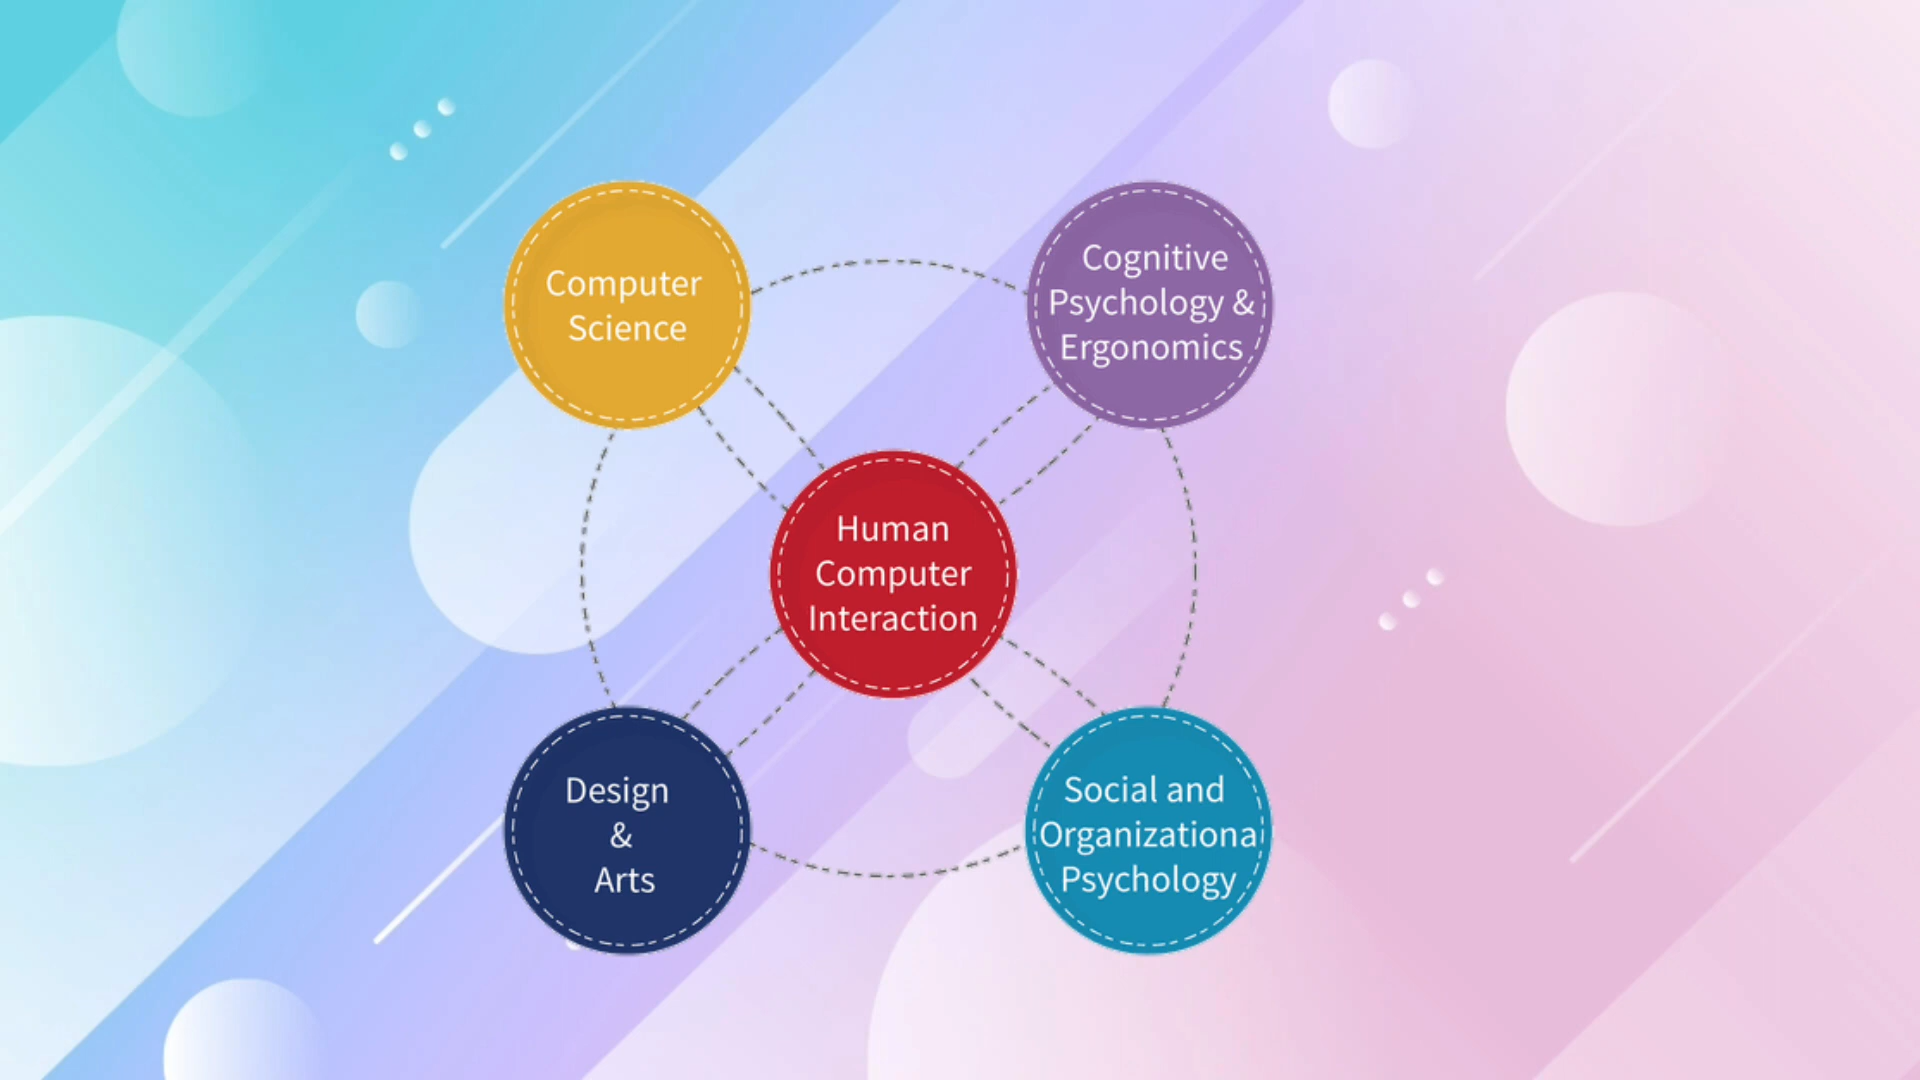 Computer
Science
Cognitive
Psychology &
Ergonomics
Human
Computer
Interaction
Design
&
Arts
Social and
Organizationa
Psychology